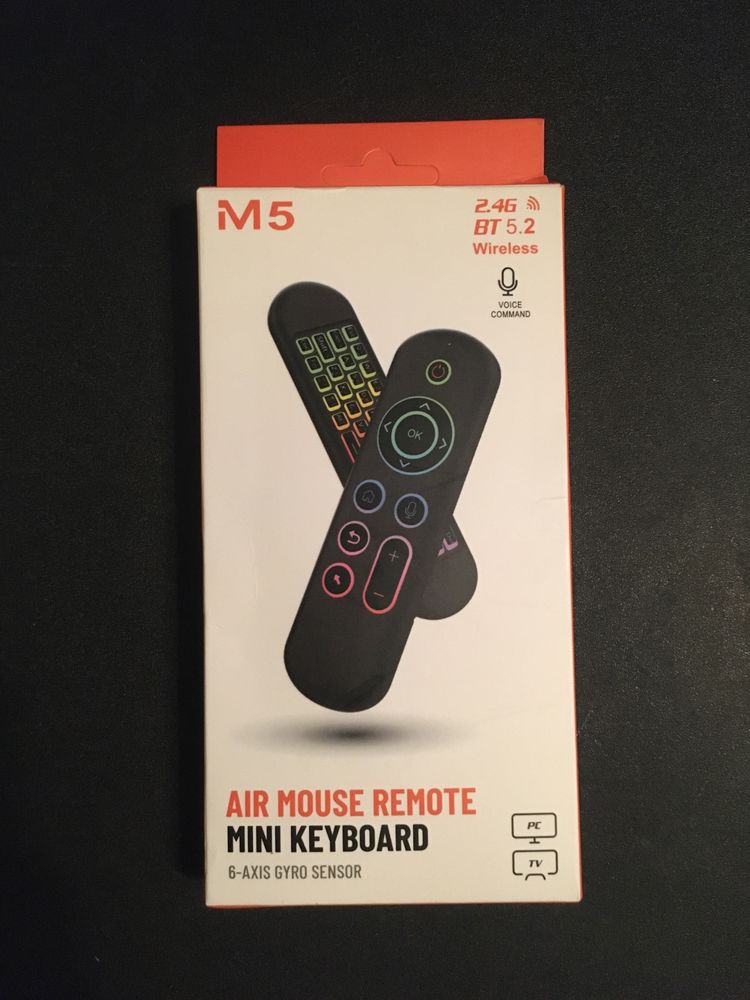 M5
2.4G
BT 5.2
Wireless
VOICE
COMMAND
OK
AIR MOUSE REMOTE
MINI KEYBOARD
6-AXIS GYRO SENSOR
PC
TV